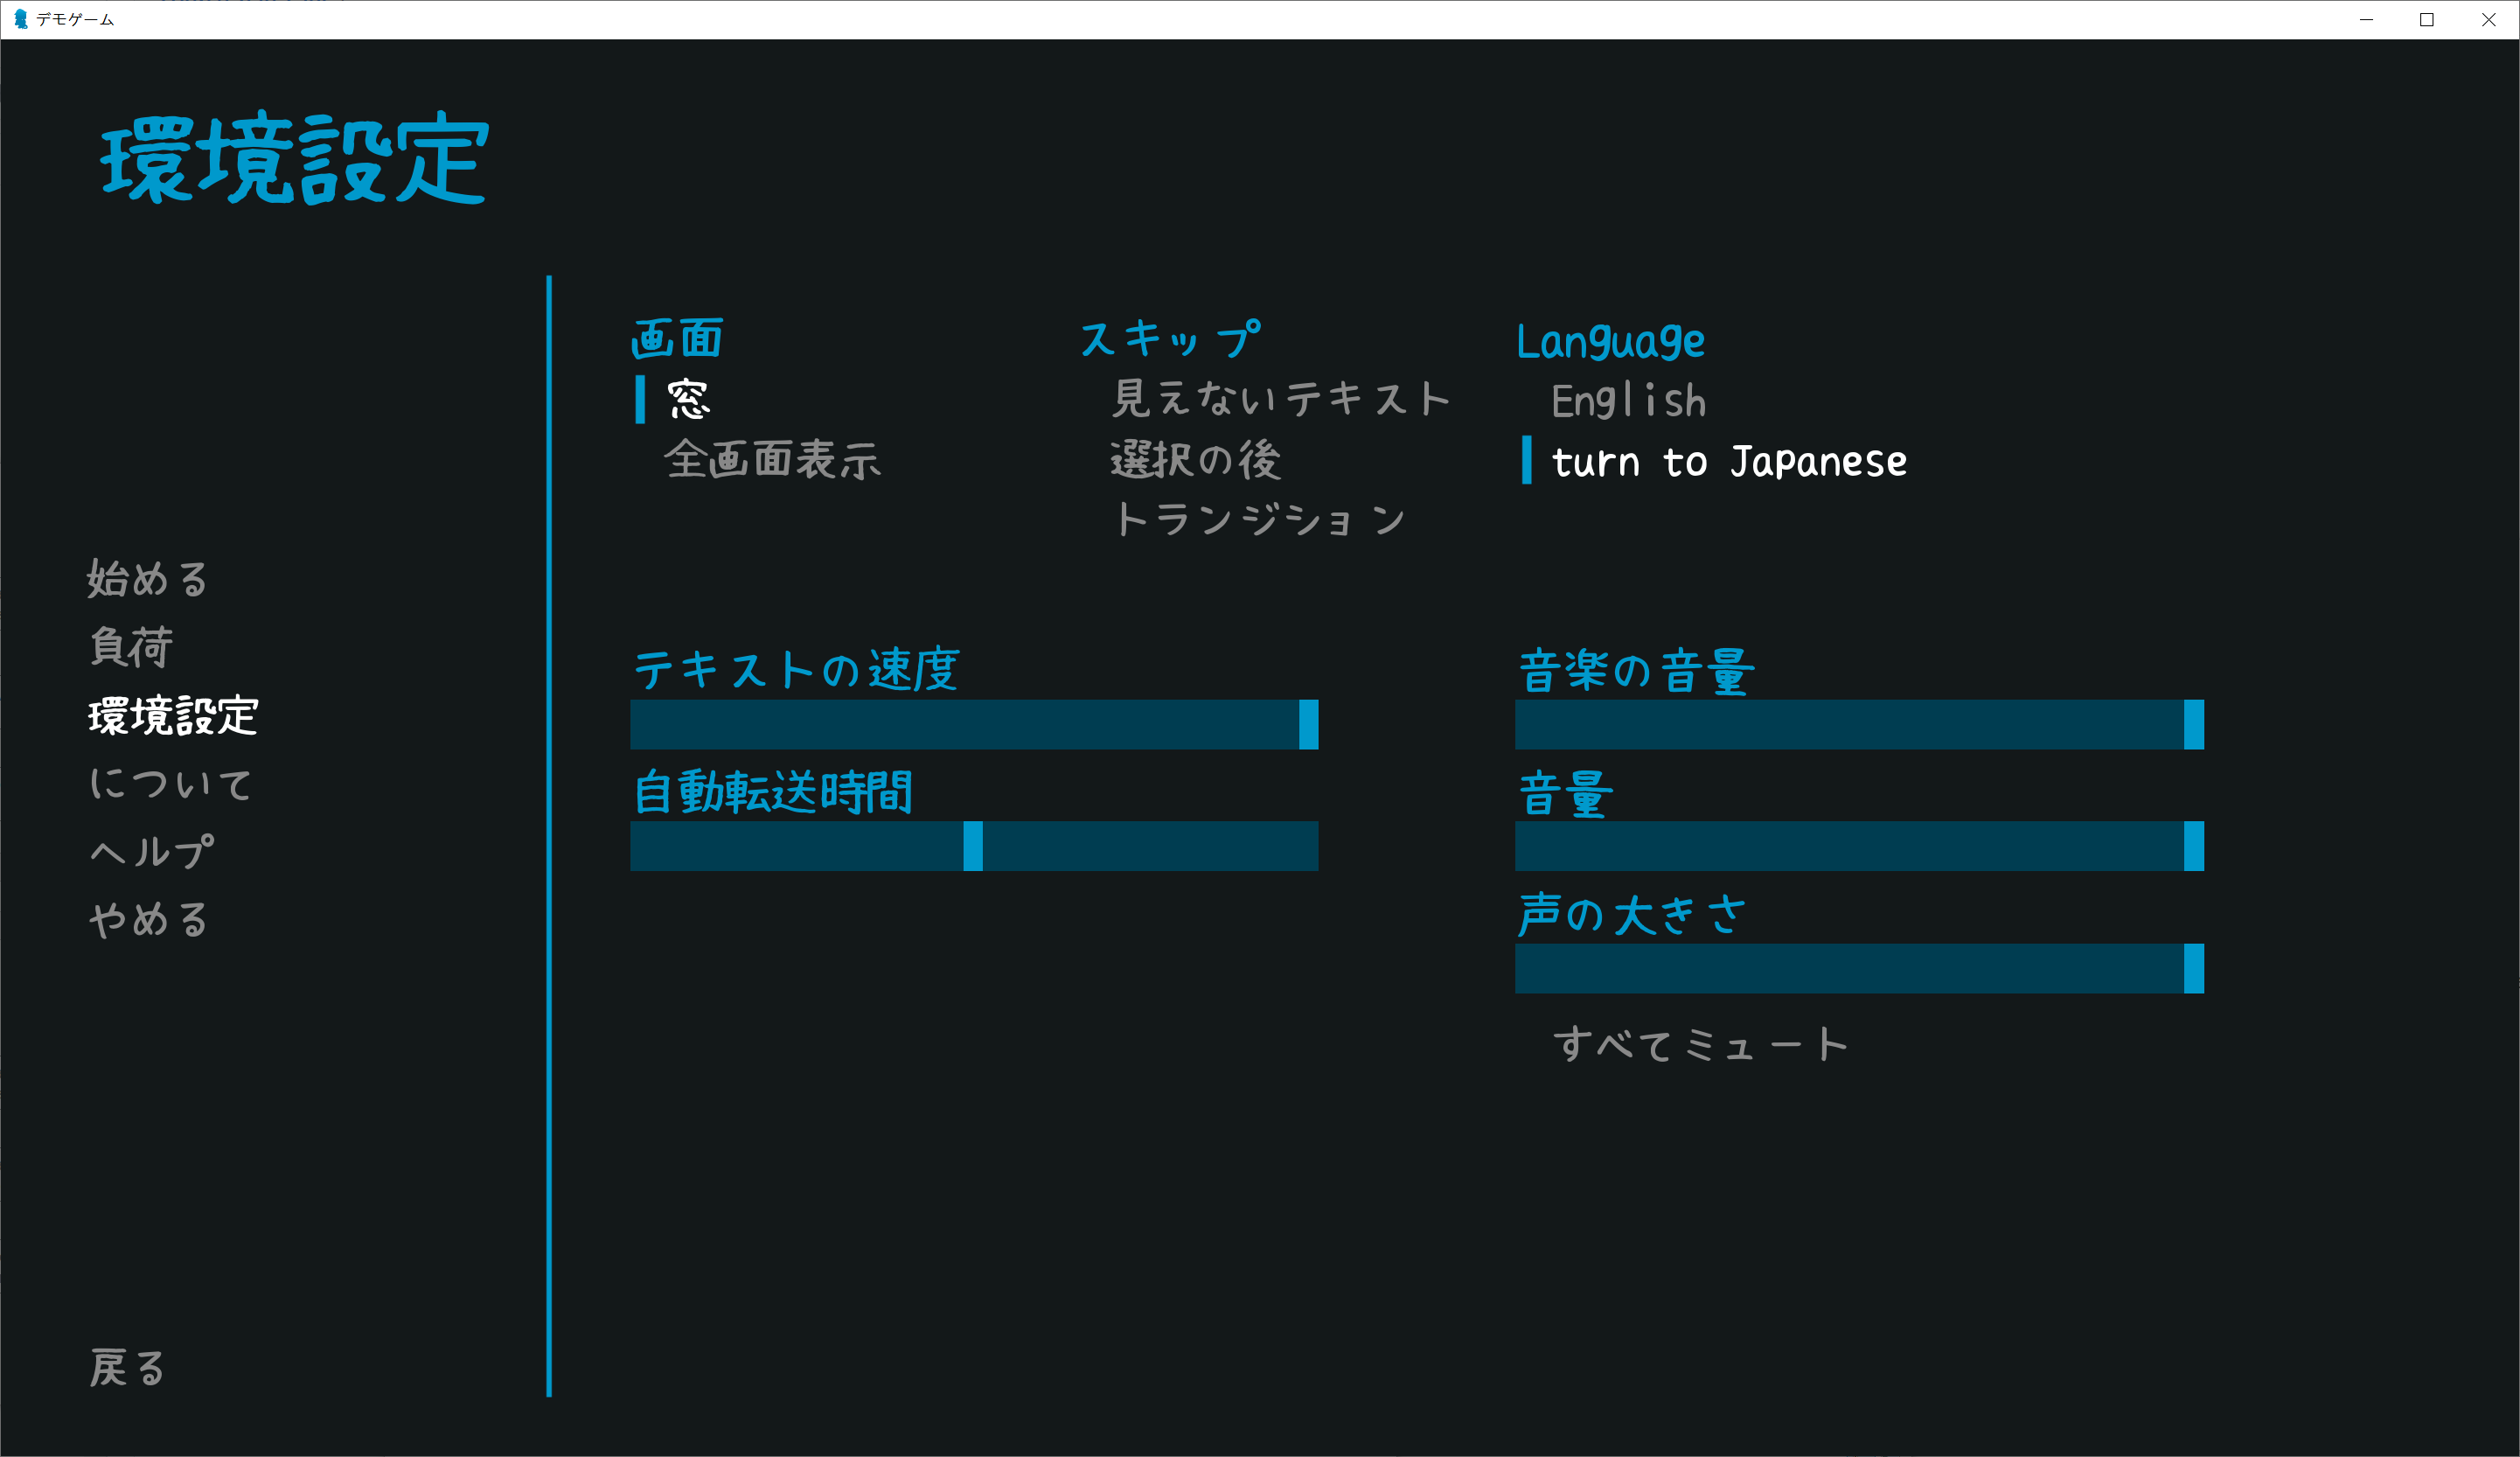 デモゲーム
環境設定
始める
負荷
環境設定
について
ヘルプ
やめる
戻る
画面
窓
全画面表示
スキップ
見えないテキスト
選択の後
トランジション
Language
English
turn to Japanese
テキストの速度
自動転送時間
音楽の音量
音量
声の大きさ
すべてミュート